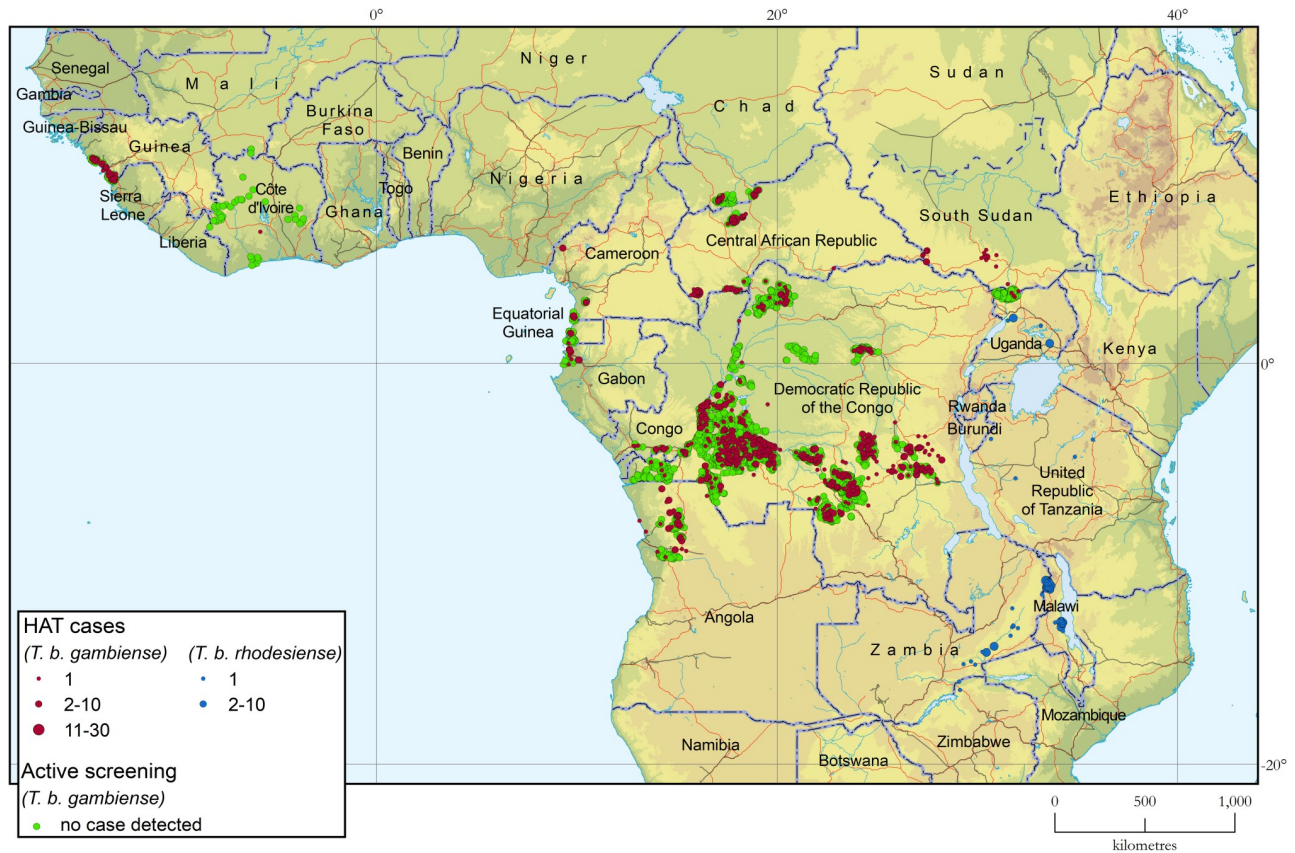 0°
20°
40°
Senegal
Gambia
Guinea-Bissau
Guinea
Sierra
Leone
Liberia
Mali
Burkina
Faso
Côte
d'Ivoire
Ghana
Togo
Benin
Niger
Nigeria
Chad
Sudan
South Sudan
Ethiopia
Central African Republic
Cameroon
Equatorial
Guinea
Gabon
Congo
Democratic Republic
of the Congo
Uganda
Kenya
0°
Rwanda
Burundi
United
Republic
of Tanzania
Angola
Zambia
Malawi
Mozambique
Zimbabwe
Namibia
Botswana
-20°
HAT cases
(T. b. gambiense) (T. b. rhodesiense)
1 1
2-10 2-10
11-30
Active screening
(T. b. gambiense)
no case detected
0 500 1,000
kilometres